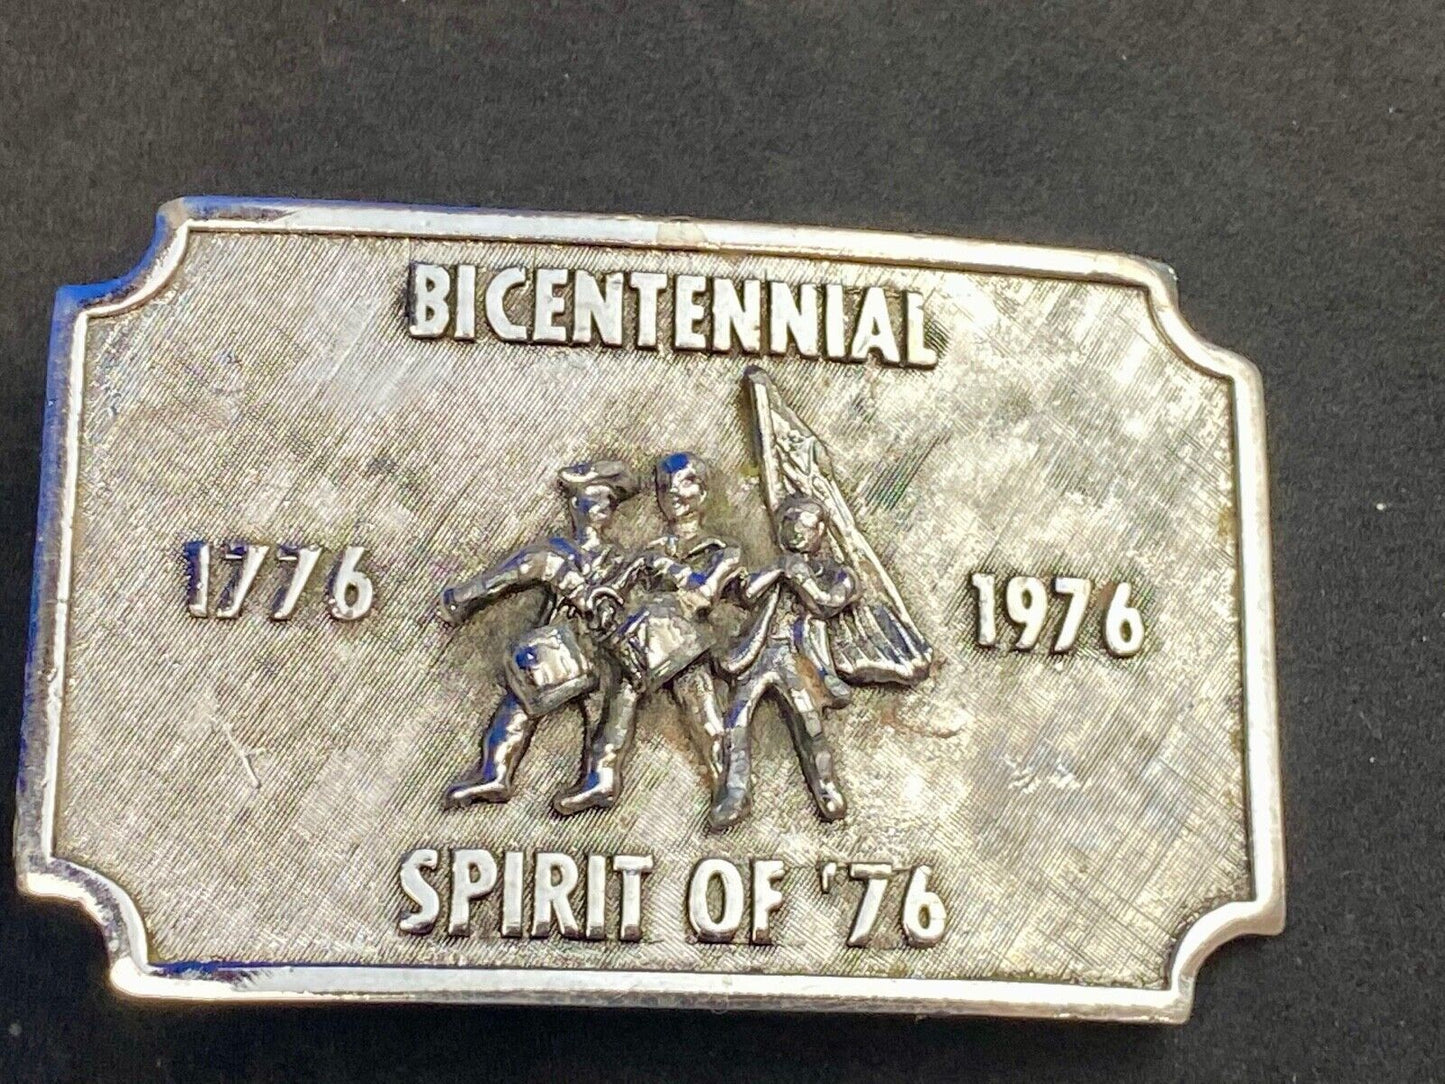 BICENTENNIAL
1776
1976
SPIRIT OF '76